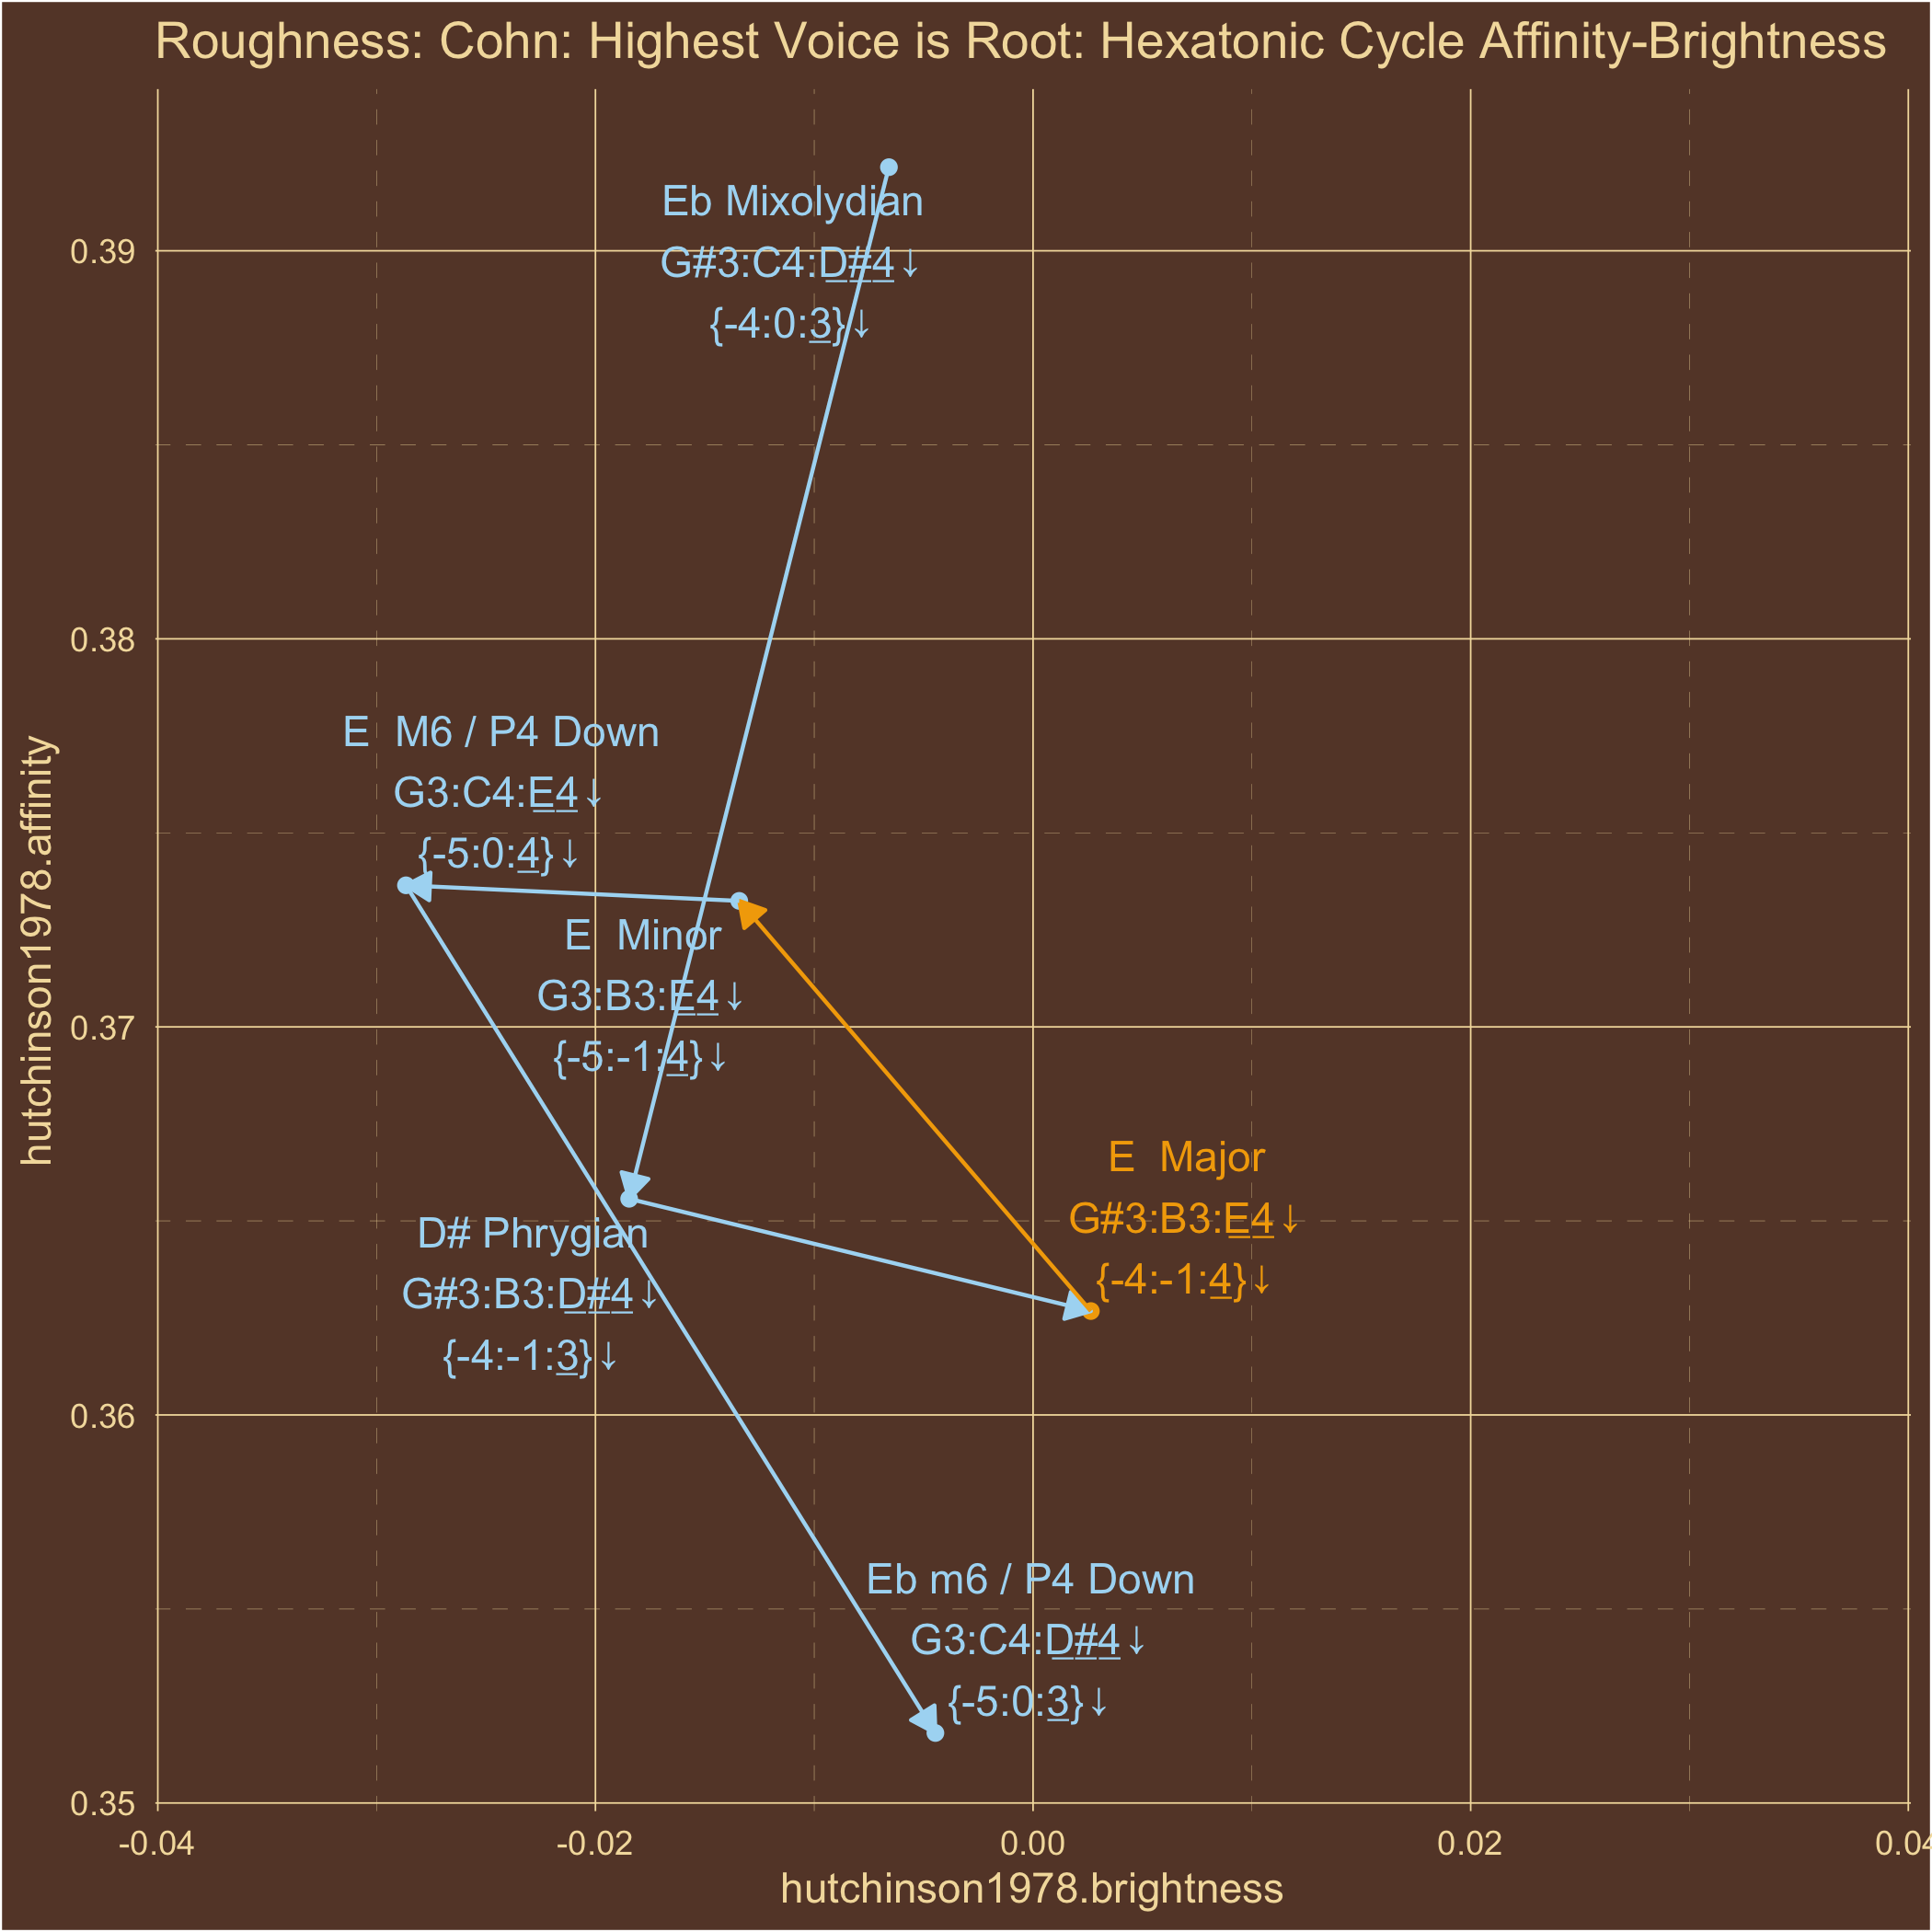 Roughness: Cohn: Highest Voice is Root: Hexatonic Cycle Affinity-Brightness
Eb Mixolydian
G#3:C4:D#4↓
{-4:0:3}↓
0.39
0.38
E  M6 / P4 Down
G3:C4:E4↓
{-5:0:4}↓
E  Minor
G3:B3:E4↓
{-5:-1:4}↓
0.37
hutchinson1978.affinity
E  Major
G#3:B3:E4↓
{-4:-1:4}↓
D# Phrygian
G#3:B3:D#4↓
{-4:-1:3}↓
0.36
Eb m6 / P4 Down
G3:C4:D#4↓
{-5:0:3}↓
0.35
-0.04 -0.02 0.00 0.02 0.04
hutchinson1978.brightness